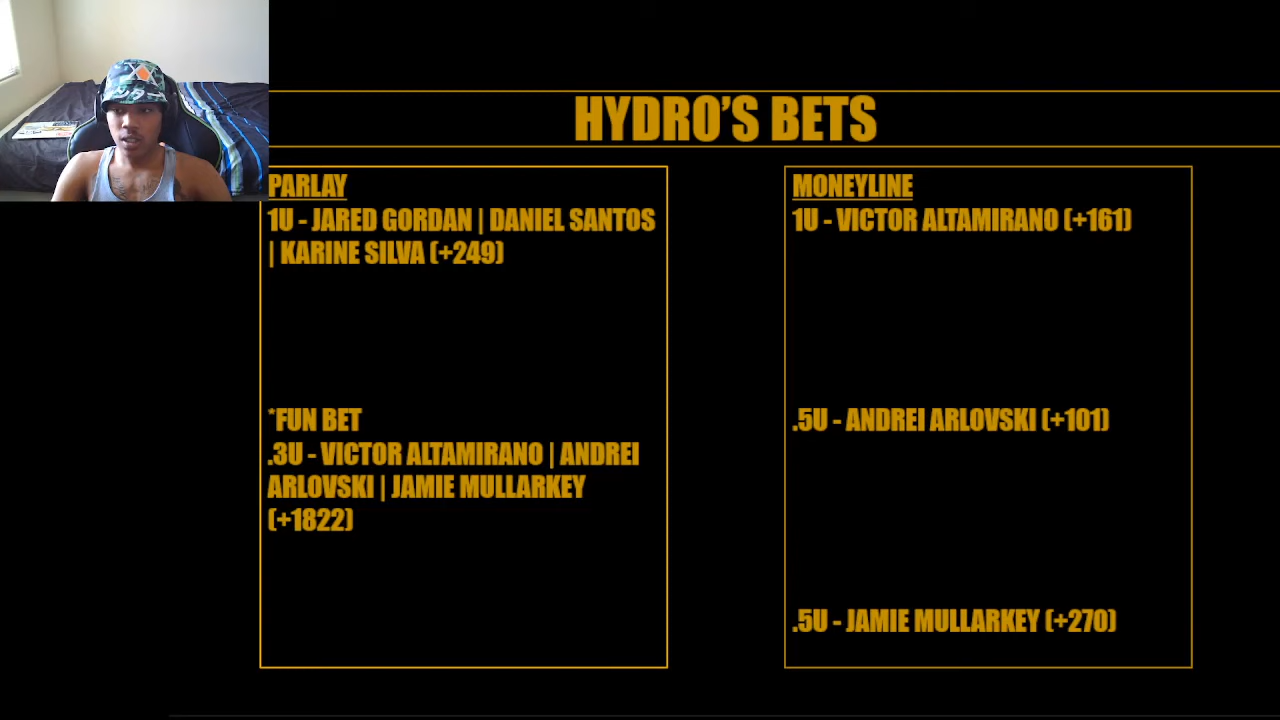 HYDRO'S BETS
PARLAY
1U - JARED GORDAN | DANIEL SANTOS
| KARINE SILVA (+249)
*FUN BET
.3U - VICTOR ALTAMIRANO | ANDREI
ARLOVSKI | JAMIE MULLARKEY
(+1822)
MONEYLINE
1U - VICTOR ALTAMIRANO (+161)
.5U - ANDREI ARLOVSKI (+101)
.5U - JAMIE MULLARKEY (+270)